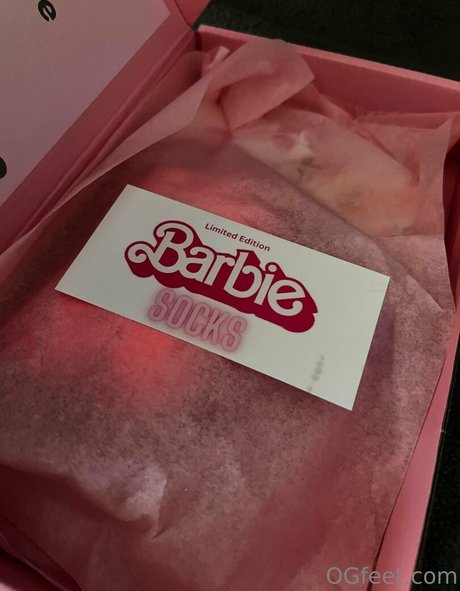 e
Limited Edition
Barbie
SOCKS
OGfeet.com